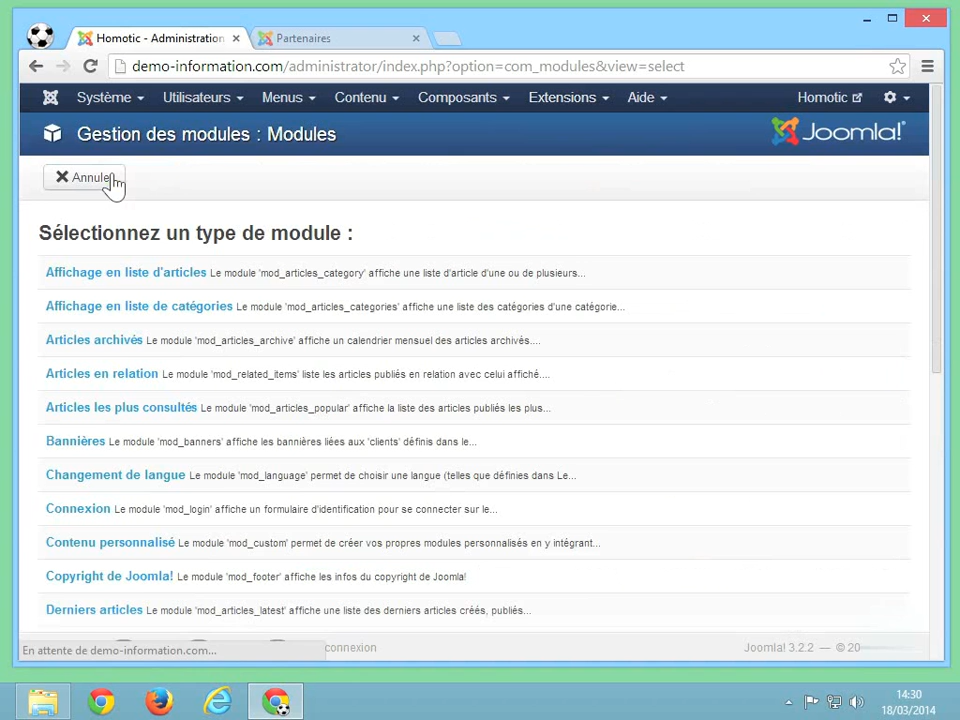 Homotic - Administration
Partenaires
demo-information.com/administrator/index.php?option=com_modules&view=select
Système Utilisateurs Menus Contenu Composants Extensions Aide Homotic
Gestion des modules : Modules
Joomla!
Annuler
Sélectionnez un type de module :
Affichage en liste d'articles Le module 'mod_articles_category' affiche une liste d'article d'une ou de plusieurs...
Affichage en liste de catégories Le module 'mod_articles_categories' affiche une liste des catégories d'une catégorie...
Articles archivés Le module 'mod_articles_archive' affiche un calendrier mensuel des articles archivés....
Articles en relation Le module 'mod_related_items' liste les articles publiés en relation avec celui affiché....
Articles les plus consultés Le module 'mod_articles_popular' affiche la liste des articles publiés les plus...
Bannières Le module 'mod_banners' affiche les bannières liées aux 'clients' définis dans le...
Changement de langue Le module 'mod_language' permet de choisir une langue (telles que définies dans Le...
Connexion Le module 'mod_login' affiche un formulaire d'identification pour se connecter sur le...
Contenu personnalisé Le module 'mod_custom' permet de créer vos propres modules personnalisés en y intégrant...
Copyright de Joomla! Le module 'mod_footer' affiche les infos du copyright de Joomla!
Derniers articles Le module 'mod_articles_latest' affiche une liste des derniers articles créés, publiés...
En attente de demo-information.com... connexion Joomla! 3.2.2 — © 20
14:30
18/03/2014